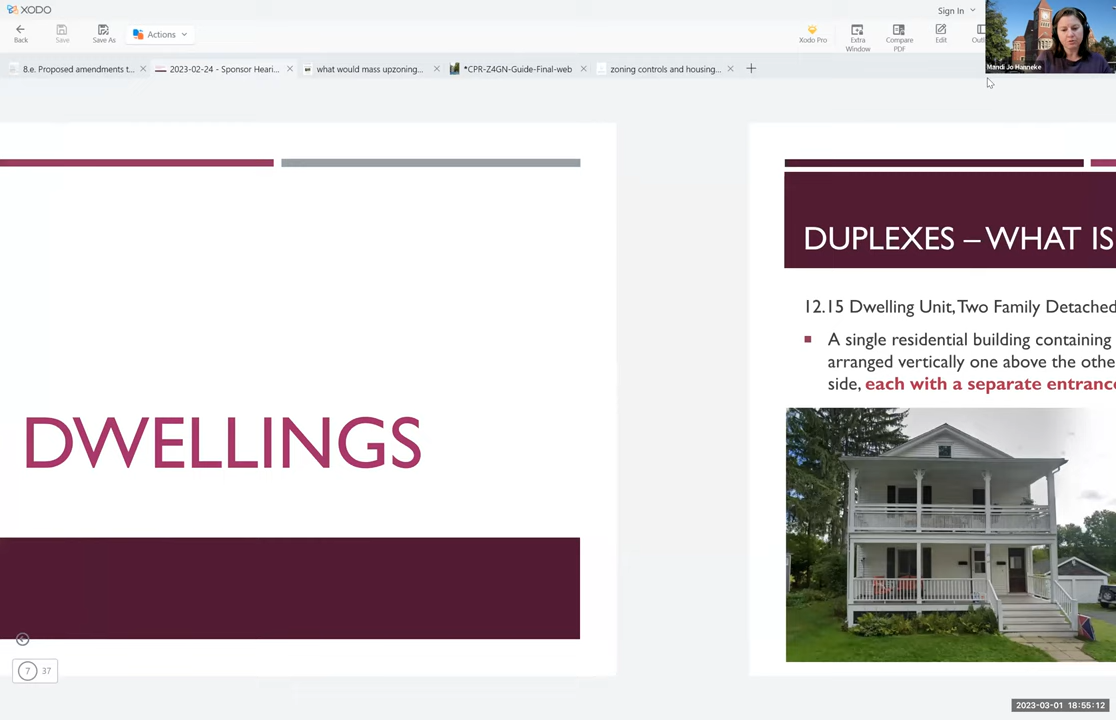 XODO
Sign In
Back
Save
Save As
Actions
Xodo Pro
Extra Window
Compare PDF
Edit
Mandi Jo Hanneke
8.e. Proposed amendments t...
2023-02-24 - Sponsor Heari...
what would mass upzoning...
*CPR-Z4GN-Guide-Final-web
zoning controls and housing...
DWELLINGS
7 37
DUPLEXES – WHAT IS
12.15 Dwelling Unit, Two Family Detached
A single residential building containing
arranged vertically one above the othe
side, each with a separate entrance
2023-03-01 18:55:12